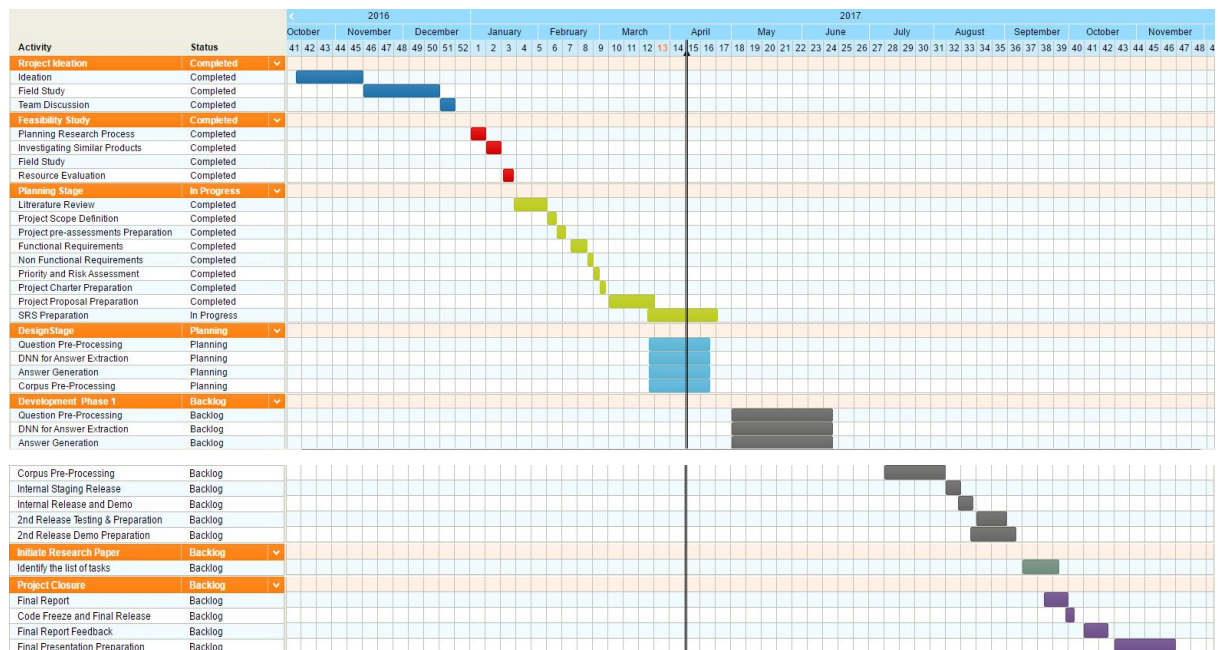 2016 2017
October November December January February March April May June July August September October November
Activity Status 41 42 43 44 45 46 47 48 49 50 51 52 1 2 3 4 5 6 7 8 9 10 11 12 13 14 15 16 17 18 19 20 21 22 23 24 25 26 27 28 29 30 31 32 33 34 35 36 37 38 39 40 41 42 43 44 45 46 47 48 4
Rroject Ideation Completed
Ideation Completed
Field Study Completed
Team Discussion Completed
Feasibility Study Completed
Planning Research Process Completed
Investigating Similar Products Completed
Field Study Completed
Resource Evaluation Completed
Planning Stage In Progress
Litrerature Review Completed
Project Scope Definition Completed
Project pre-assessments Preparation Completed
Functional Requirements Completed
Non Functional Requirements Completed
Priority and Risk Assessment Completed
Project Charter Preparation Completed
Project Proposal Preparation Completed
SRS Preparation In Progress
DesignStage Planning
Question Pre-Processing Planning
DNN for Answer Extraction Planning
Answer Generation Planning
Corpus Pre-Processing Planning
Development Phase 1 Backlog
Question Pre-Processing Backlog
DNN for Answer Extraction Backlog
Answer Generation Backlog
Corpus Pre-Processing Backlog
Internal Staging Release Backlog
Internal Release and Demo Backlog
2nd Release Testing & Preparation Backlog
2nd Release Demo Preparation Backlog
Initiate Research Paper Backlog
Identify the list of tasks Backlog
Project Closure Backlog
Final Report Backlog
Code Freeze and Final Release Backlog
Final Report Feedback Backlog
Final Presentation Preparation Backlog